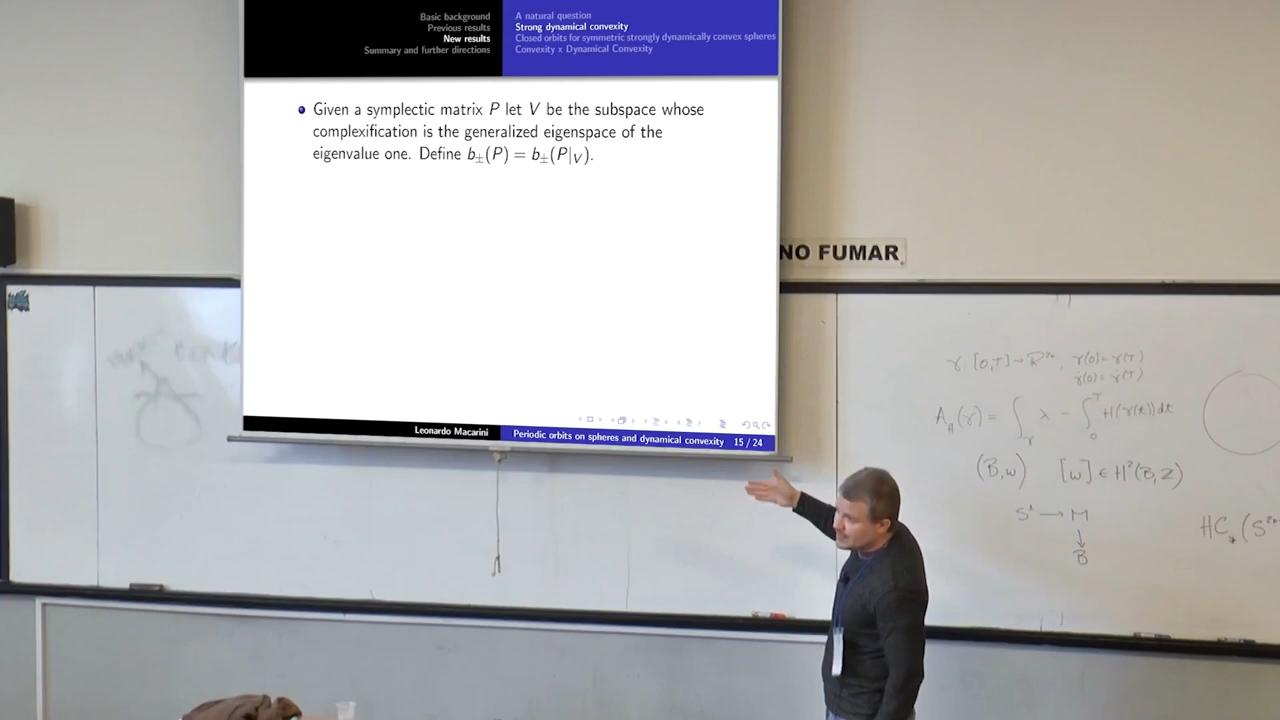 Basic background
Previous results
New results
Summary and further directions
A natural question
Strong dynamical convexity
Closed orbits for symmetric strongly dynamically convex spheres
Convexity x Dynamical Convexity
Given a symplectic matrix P let V be the subspace whose
complexification is the generalized eigenspace of the
eigenvalue one. Define b±(P) = b±(P|V).
Leonardo Macarini
Periodic orbits on spheres and dynamical convexity 15 / 24
NO FUMAR
γ: [0,T] → ℝ²ⁿ, γ(0) = γ(T)
γ̇(0) = γ̇(T)
A_H(γ) = ∫_γ λ − ∫_0^T H(γ(t))dt
(B,ω) [ω] ∈ H²(B,Z)
S¹ → M
↓
B